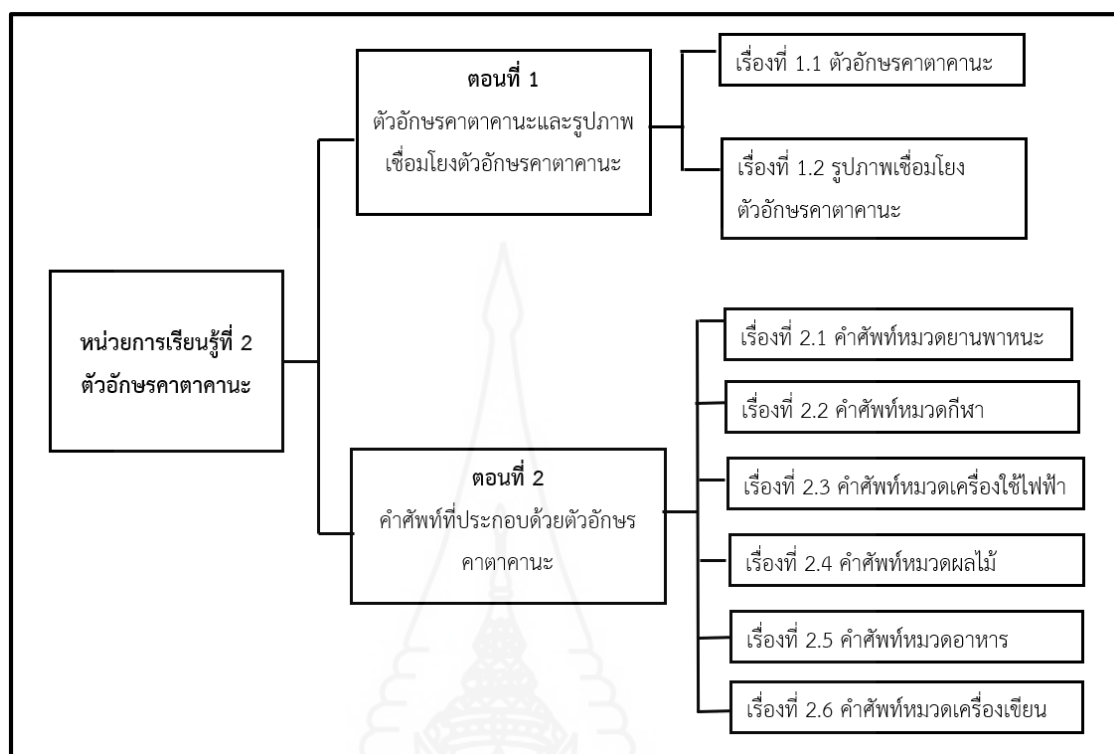 หน่วยการเรียนรู้ที่ 2
ตัวอักษรคาตาคานะ
ตอนที่ 1
ตัวอักษรคาตาคานะและรูปภาพ
เชื่อมโยงตัวอักษรคาตาคานะ
เรื่องที่ 1.1 ตัวอักษรคาตาคานะ
เรื่องที่ 1.2 รูปภาพเชื่อมโยง
ตัวอักษรคาตาคานะ
ตอนที่ 2
คำศัพท์ที่ประกอบด้วยตัวอักษร
คาตาคานะ
เรื่องที่ 2.1 คำศัพท์หมวดยานพาหนะ
เรื่องที่ 2.2 คำศัพท์หมวดกีฬา
เรื่องที่ 2.3 คำศัพท์หมวดเครื่องใช้ไฟฟ้า
เรื่องที่ 2.4 คำศัพท์หมวดผลไม้
เรื่องที่ 2.5 คำศัพท์หมวดอาหาร
เรื่องที่ 2.6 คำศัพท์หมวดเครื่องเขียน